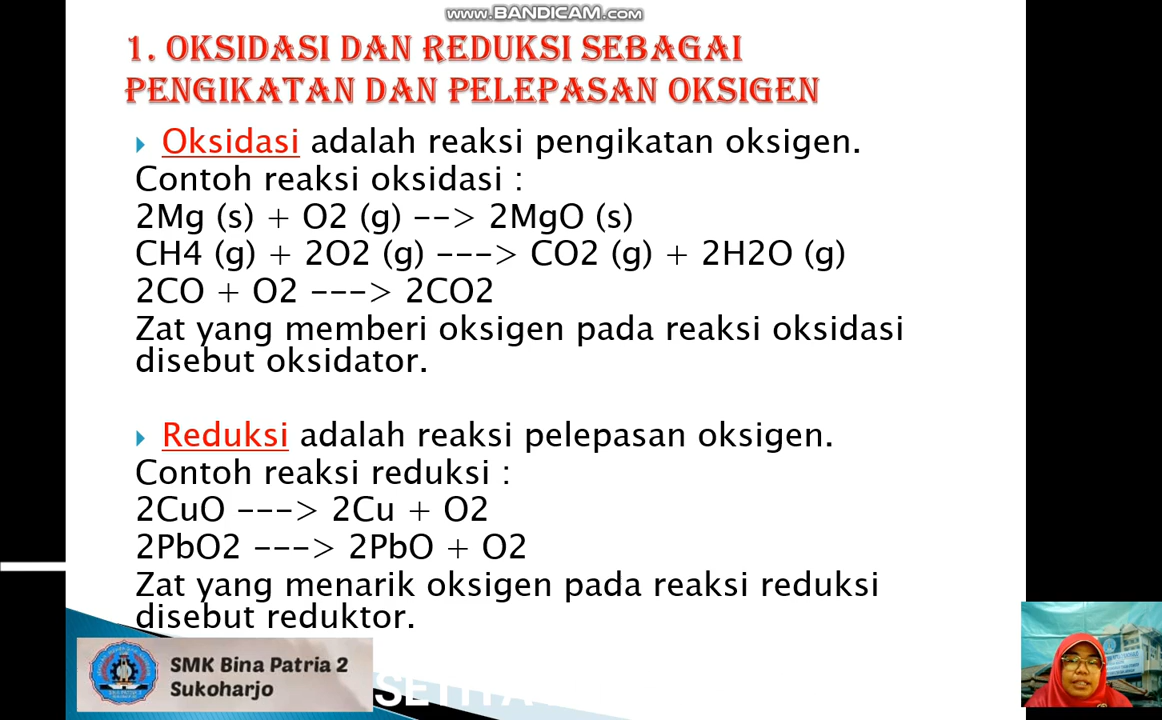 www.BANDICAM.com
1. OKSIDASI DAN REDUKSI SEBAGAI
PENGIKATAN DAN PELEPASAN OKSIGEN
Oksidasi adalah reaksi pengikatan oksigen.
Contoh reaksi oksidasi :
2Mg (s) + O2 (g) --> 2MgO (s)
CH4 (g) + 2O2 (g) ---> CO2 (g) + 2H2O (g)
2CO + O2 ---> 2CO2
Zat yang memberi oksigen pada reaksi oksidasi
disebut oksidator.
Reduksi adalah reaksi pelepasan oksigen.
Contoh reaksi reduksi :
2CuO ---> 2Cu + O2
2PbO2 ---> 2PbO + O2
Zat yang menarik oksigen pada reaksi reduksi
disebut reduktor.
SMK Bina Patria 2
Sukoharjo